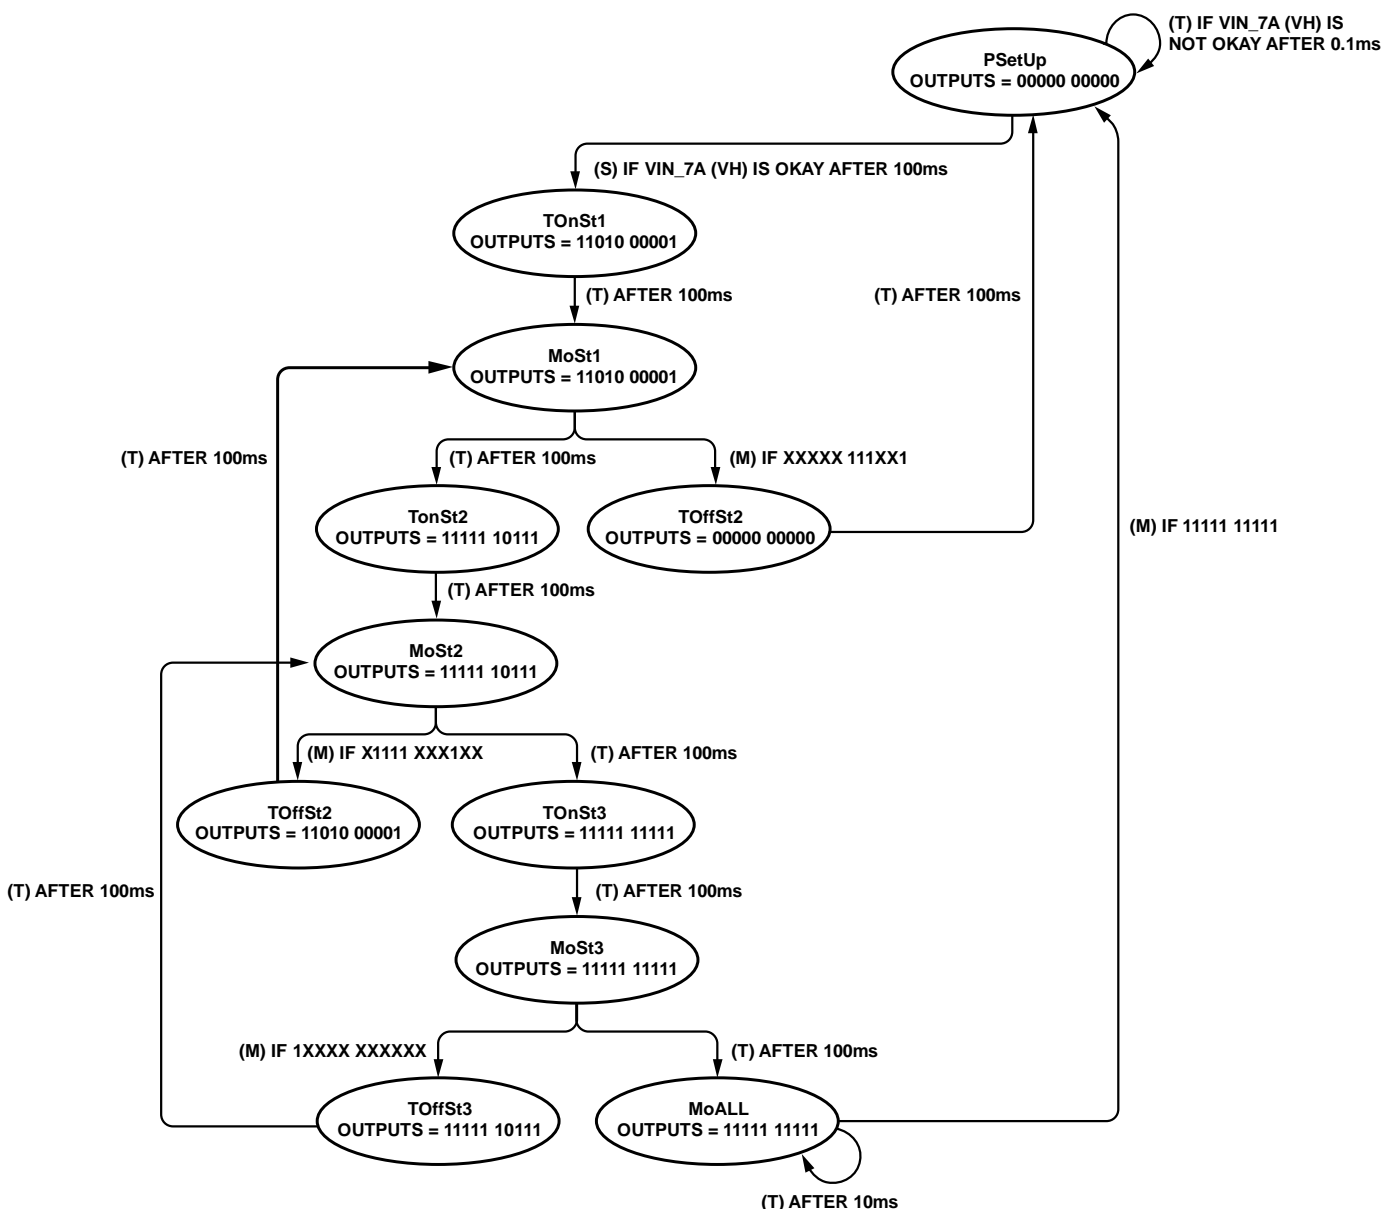 (T) IF VIN_7A (VH) IS
NOT OKAY AFTER 0.1ms
PSetUp
OUTPUTS = 00000 00000
(S) IF VIN_7A (VH) IS OKAY AFTER 100ms
TOnSt1
OUTPUTS = 11010 00001
(T) AFTER 100ms
(T) AFTER 100ms
MoSt1
OUTPUTS = 11010 00001
(T) AFTER 100ms
(T) AFTER 100ms
(M) IF XXXXX 111XX1
TonSt2
OUTPUTS = 11111 10111
TOffSt2
OUTPUTS = 00000 00000
(M) IF 11111 11111
(T) AFTER 100ms
MoSt2
OUTPUTS = 11111 10111
(M) IF X1111 XXX1XX
(T) AFTER 100ms
TOffSt2
OUTPUTS = 11010 00001
TOnSt3
OUTPUTS = 11111 11111
(T) AFTER 100ms
(T) AFTER 100ms
MoSt3
OUTPUTS = 11111 11111
(M) IF 1XXXX XXXXXX
(T) AFTER 100ms
TOffSt3
OUTPUTS = 11111 10111
MoALL
OUTPUTS = 11111 11111
(T) AFTER 10ms